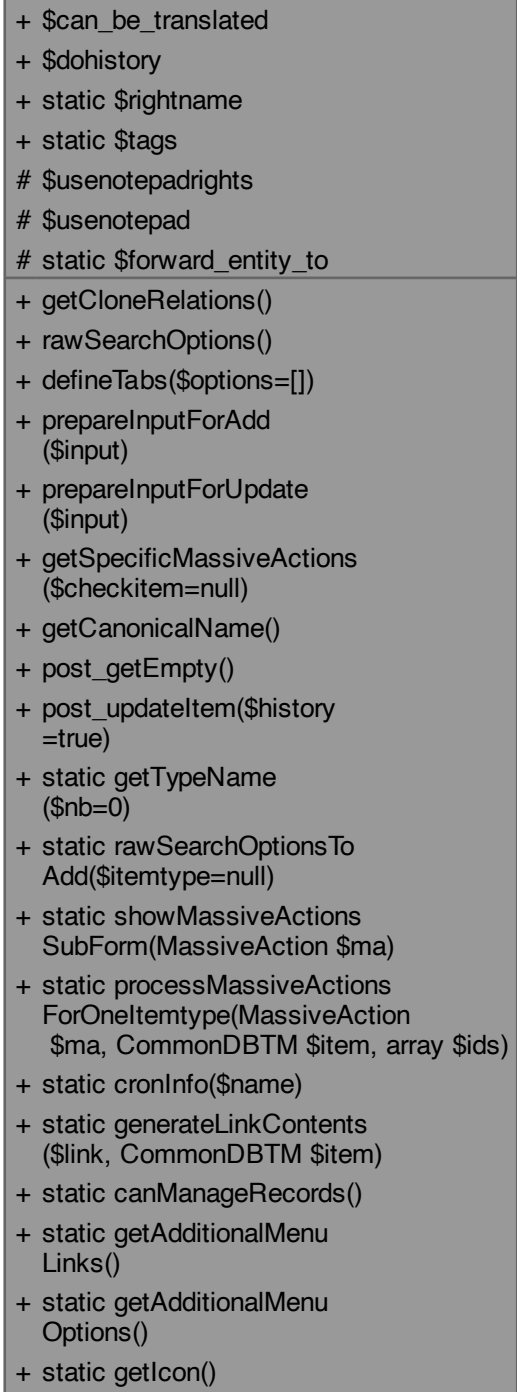 + $can_be_translated
+ $dohistory
+ static $rightname
+ static $tags
# $usenotepadrights
# $usenotepad
# static $forward_entity_to
+ getCloneRelations()
+ rawSearchOptions()
+ defineTabs($options=[])
+ prepareInputForAdd
($input)
+ prepareInputForUpdate
($input)
+ getSpecificMassiveActions
($checkitem=null)
+ getCanonicalName()
+ post_getEmpty()
+ post_updateItem($history
=true)
+ static getTypeName
($nb=0)
+ static rawSearchOptionsTo
Add($itemtype=null)
+ static showMassiveActions
SubForm(MassiveAction $ma)
+ static processMassiveActions
ForOneItemtype(MassiveAction
$ma, CommonDBTM $item, array $ids)
+ static cronInfo($name)
+ static generateLinkContents
($link, CommonDBTM $item)
+ static canManageRecords()
+ static getAdditionalMenu
Links()
+ static getAdditionalMenu
Options()
+ static getIcon()